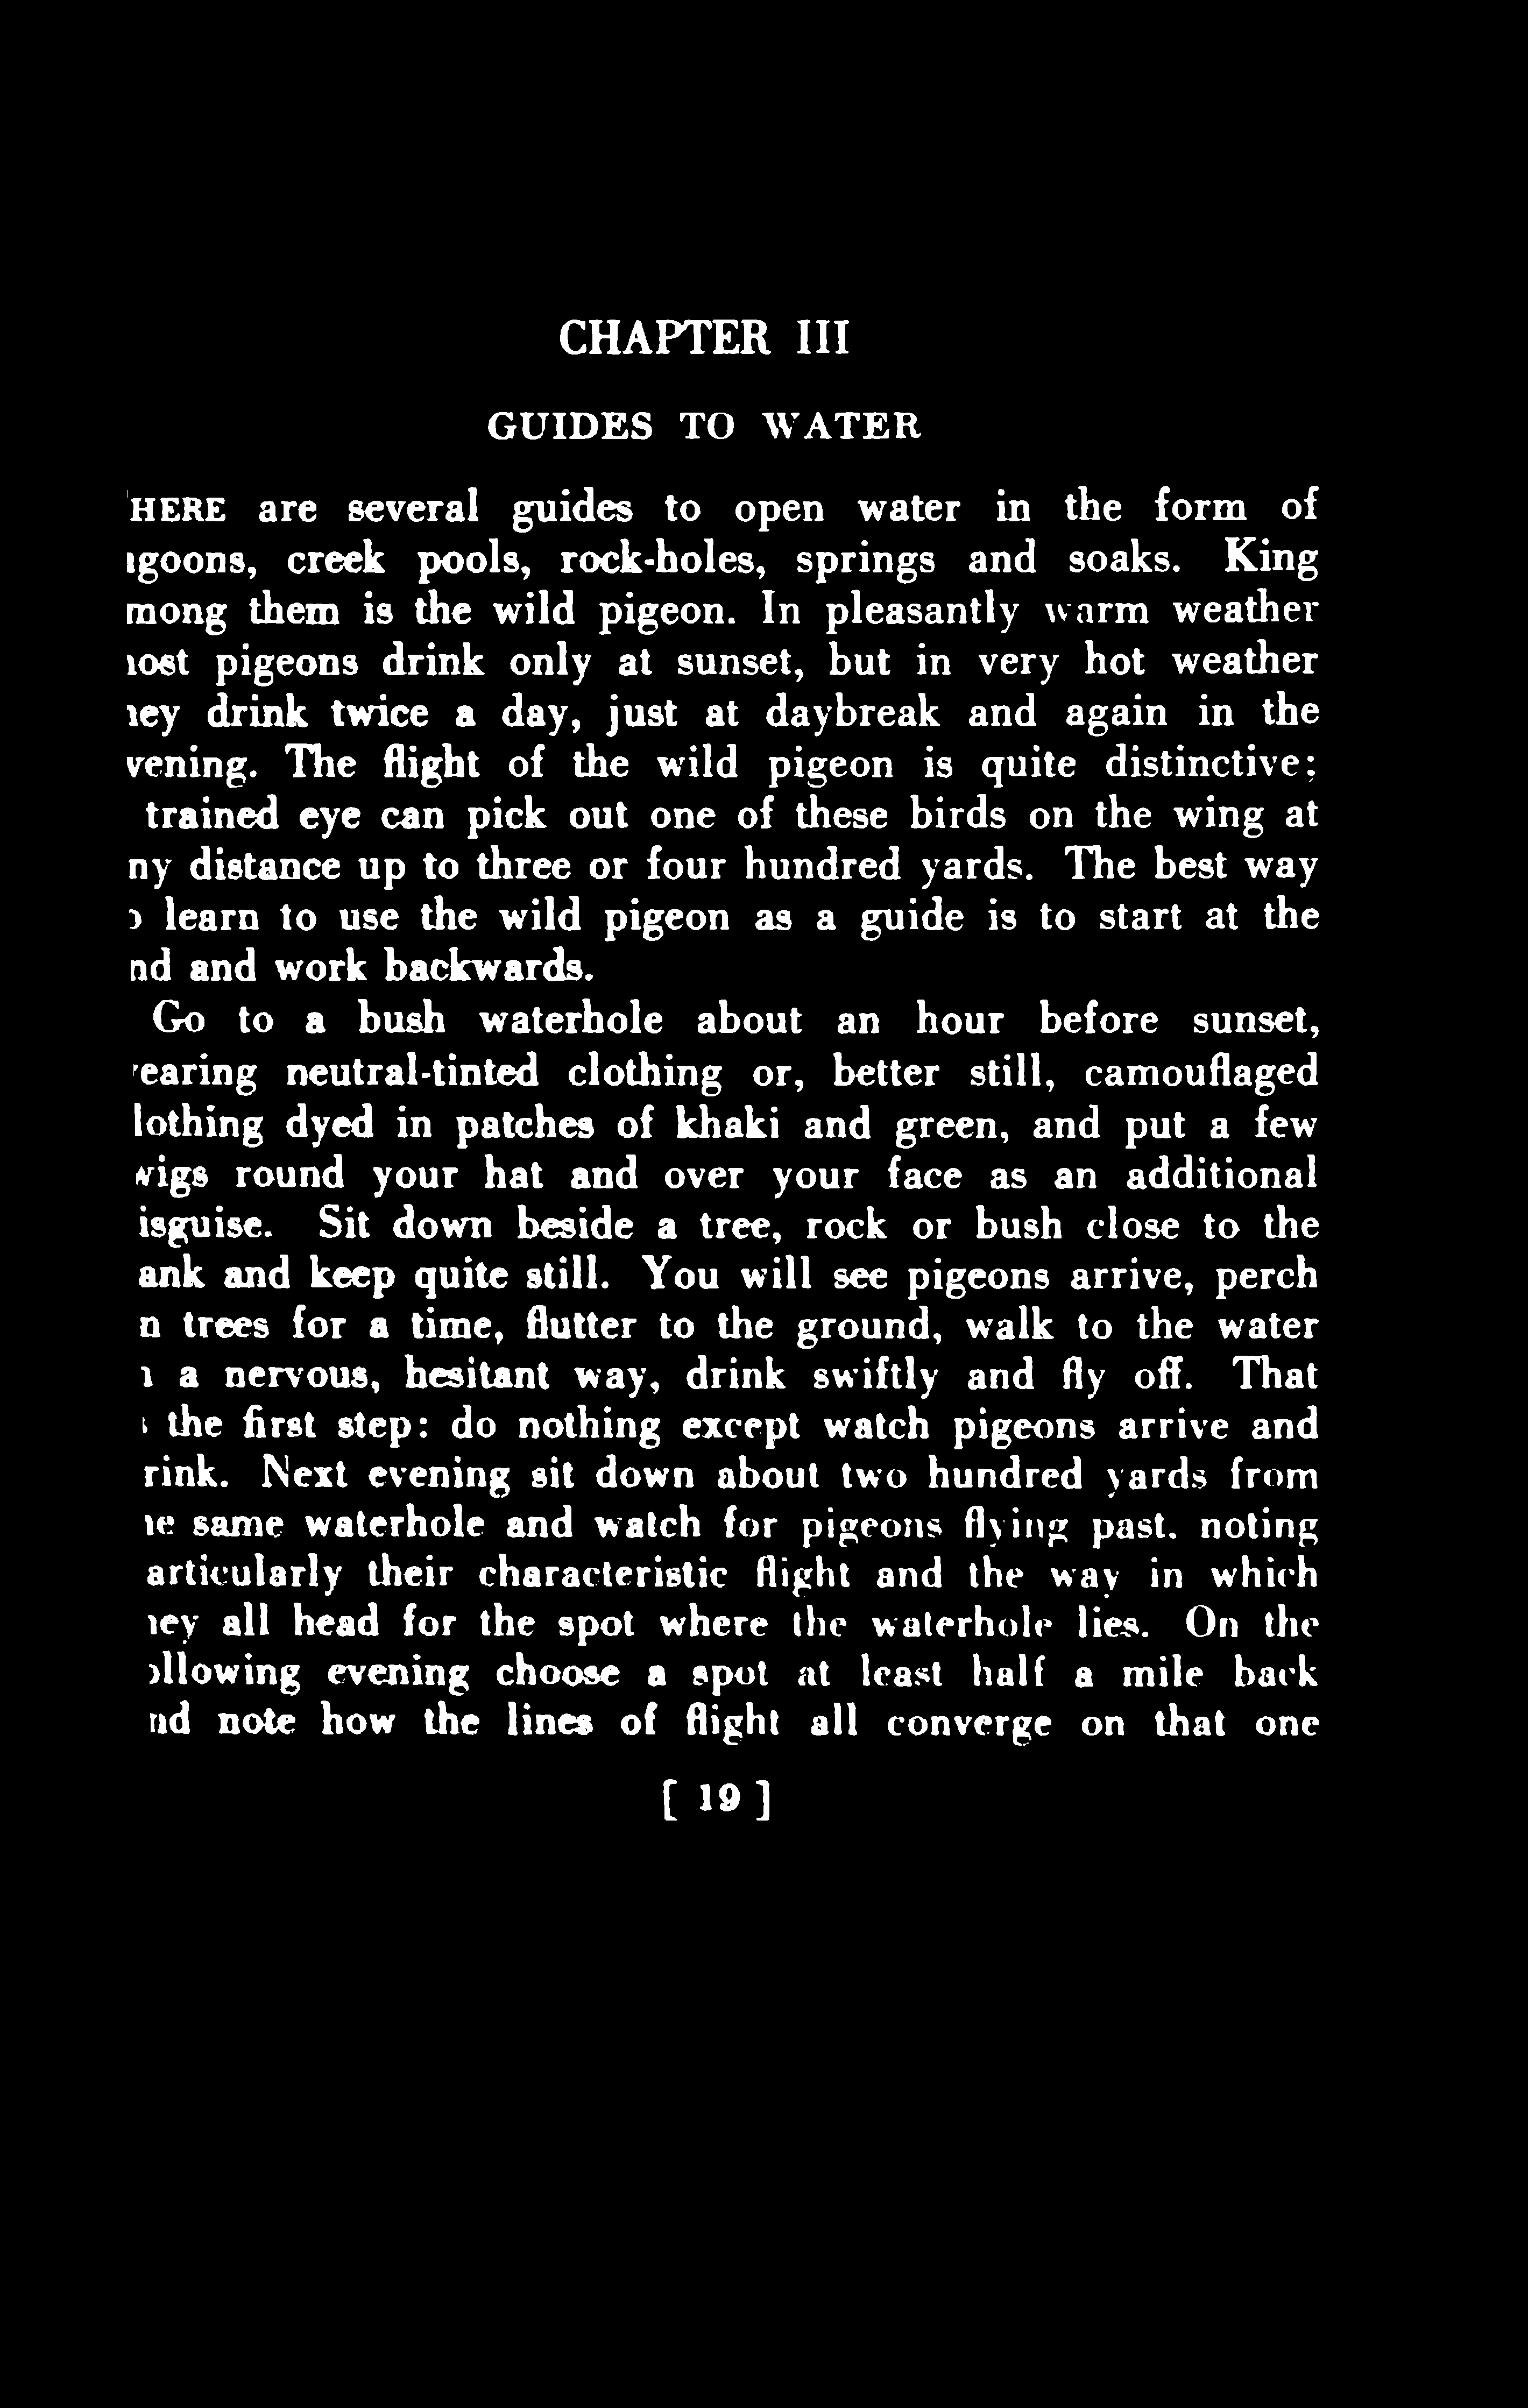 CHAPTER III
GUIDES TO WATER
HERE are several guides to open water in the form of
goons, creek pools, rock-holes, springs and soaks. King
mong them is the wild pigeon. In pleasantly warm weather
ost pigeons drink only at sunset, but in very hot weather
ey drink twice a day, just at daybreak and again in the
vening. The flight of the wild pigeon is quite distinctive;
trained eye can pick out one of these birds on the wing at
ny distance up to three or four hundred yards. The best way
learn to use the wild pigeon as a guide is to start at the
nd and work backwards.
Go to a bush waterhole about an hour before sunset,
earing neutral-tinted clothing or, better still, camouflaged
lothing dyed in patches of khaki and green, and put a few
wigs round your hat and over your face as an additional
isguise. Sit down beside a tree, rock or bush close to the
ank and keep quite still. You will see pigeons arrive, perch
n trees for a time, flutter to the ground, walk to the water
a nervous, hesitant way, drink swiftly and fly off. That
the first step: do nothing except watch pigeons arrive and
rink. Next evening sit down about two hundred yards from
e same waterhole and watch for pigeons flying past, noting
articularly their characteristic flight and the way in which
ey all head for the spot where the waterhole lies. On the
llowing evening choose a spot at least half a mile back
nd note how the lines of flight all converge on that one
[ 19 ]